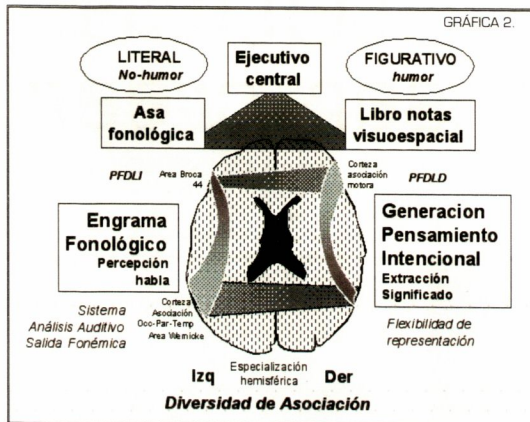 GRÁFICA 2.
LITERAL
No-humor
Ejecutivo
central
FIGURATIVO
humor
Asa
fonológica
Libro notas
visuoespacial
PFDLI
Area Broca
44
Corteza
asociación
motora
PFDLD
Engrama
Fonológico
Percepción
habla
Generacion
Pensamiento
Intencional
Extracción
Significado
Sistema
Análisis Auditivo
Salida Fonémica
Corteza
Asociación
Occ-Par-Temp
Area Wernicke
Flexibilidad de
representación
Izq
Especialización
hemisférica
Der
Diversidad de Asociación